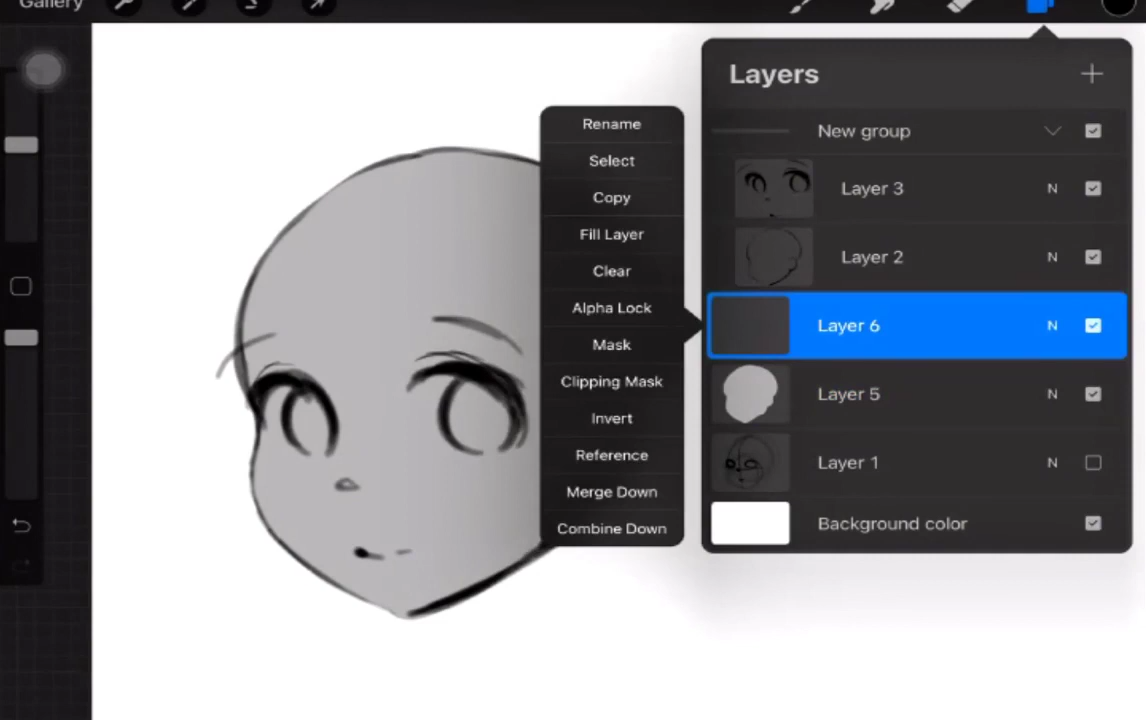 Gallery
Layers
New group
Layer 3
N
Layer 2
N
Layer 6
N
Layer 5
N
Layer 1
N
Background color
Rename
Select
Copy
Fill Layer
Clear
Alpha Lock
Mask
Clipping Mask
Invert
Reference
Merge Down
Combine Down